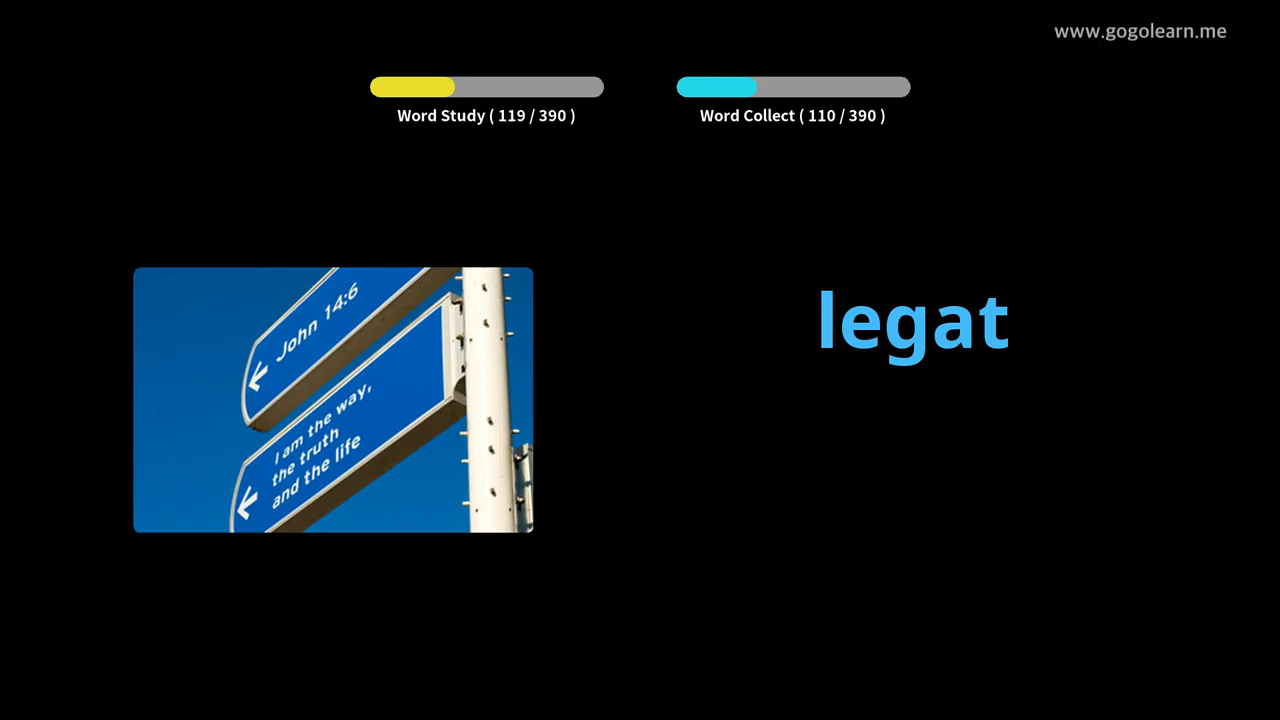 www.gogolearn.me
Word Study ( 119 / 390 )
Word Collect ( 110 / 390 )
John 14:6
I am the way,
the truth
and the life
legat